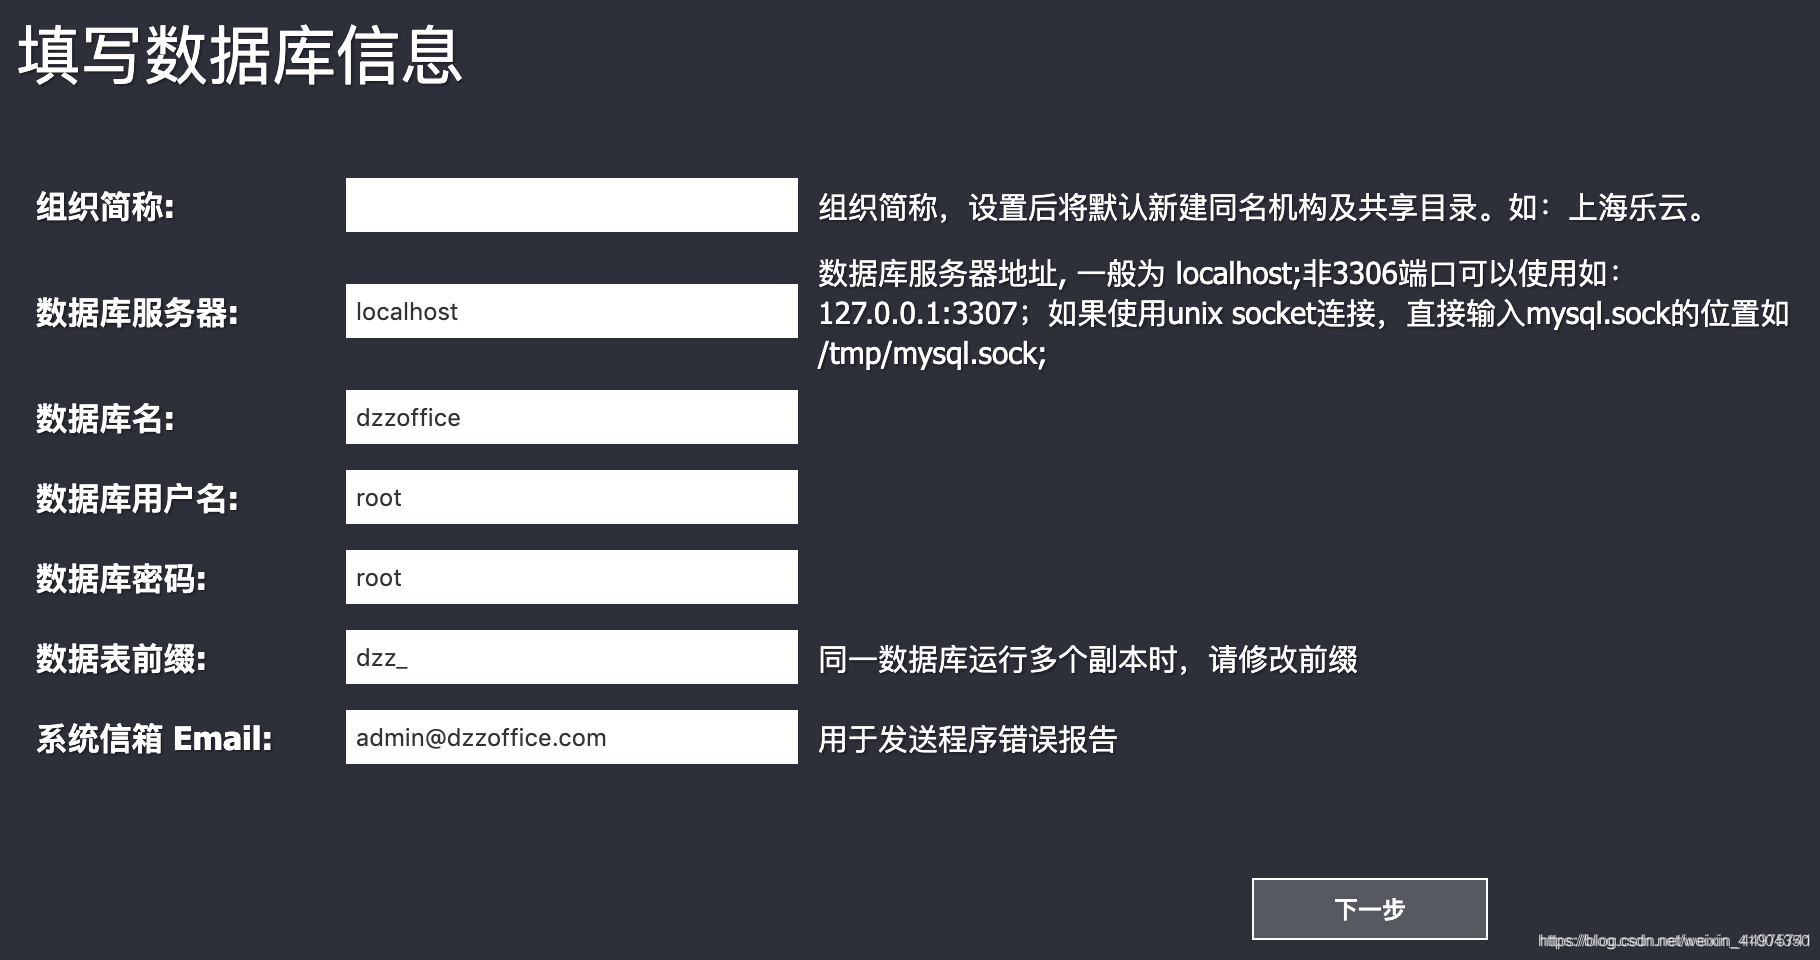 填写数据库信息
组织简称:
组织简称，设置后将默认新建同名机构及共享目录。如：上海乐云。
数据库服务器:
localhost
数据库服务器地址, 一般为 localhost;非3306端口可以使用如：
127.0.0.1:3307；如果使用unix socket连接，直接输入mysql.sock的位置如
/tmp/mysql.sock;
数据库名:
dzzoffice
数据库用户名:
root
数据库密码:
root
数据表前缀:
dzz_
同一数据库运行多个副本时，请修改前缀
系统信箱 Email:
admin@dzzoffice.com
用于发送程序错误报告
下一步